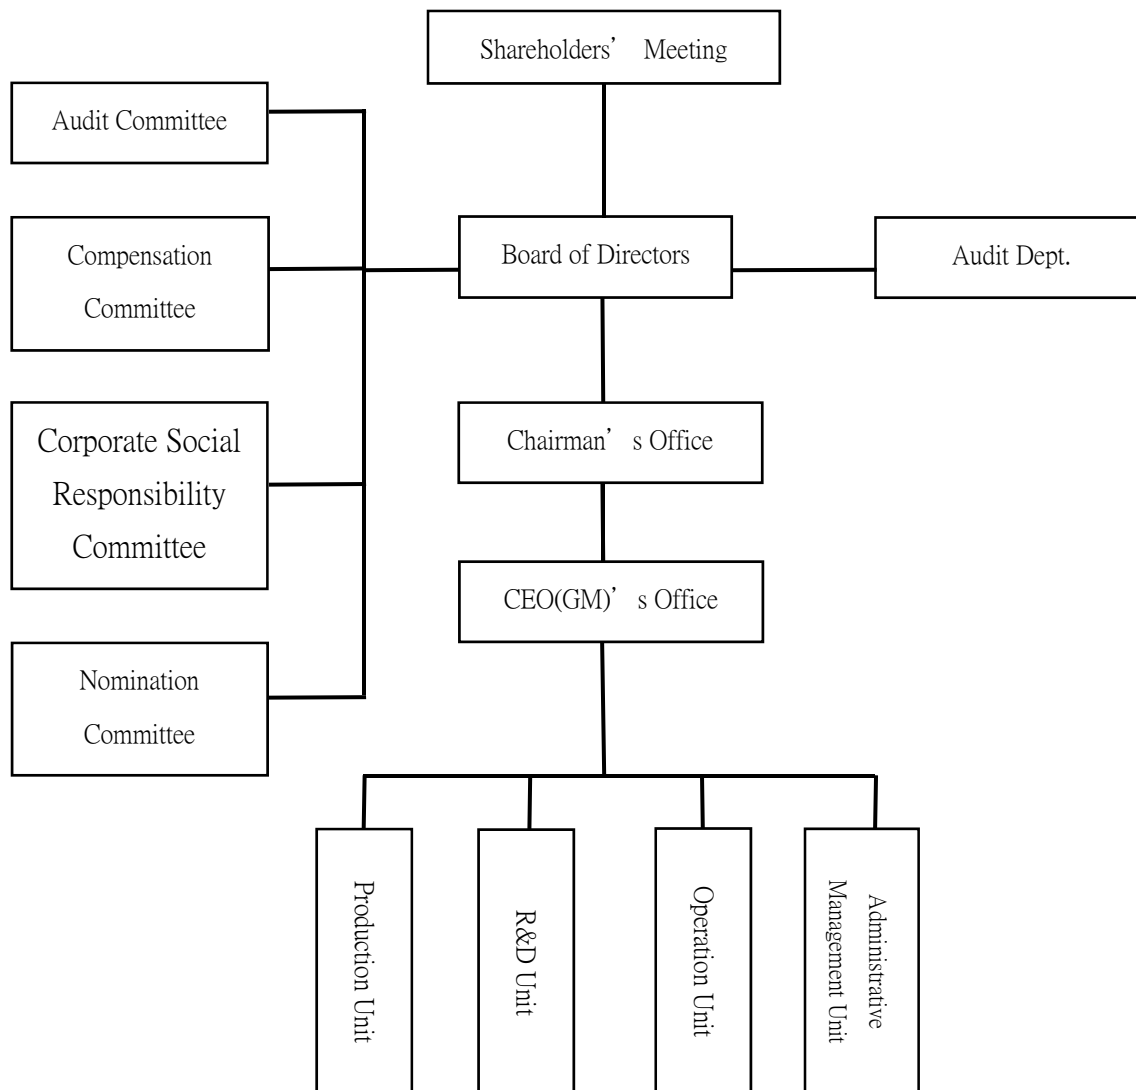 Shareholders’ Meeting
Audit Committee
Compensation
Committee
Board of Directors
Audit Dept.
Corporate Social
Responsibility
Committee
Chairman’s Office
CEO(GM)’s Office
Nomination
Committee
Production Unit
R&D Unit
Operation Unit
Administrative
Management Unit